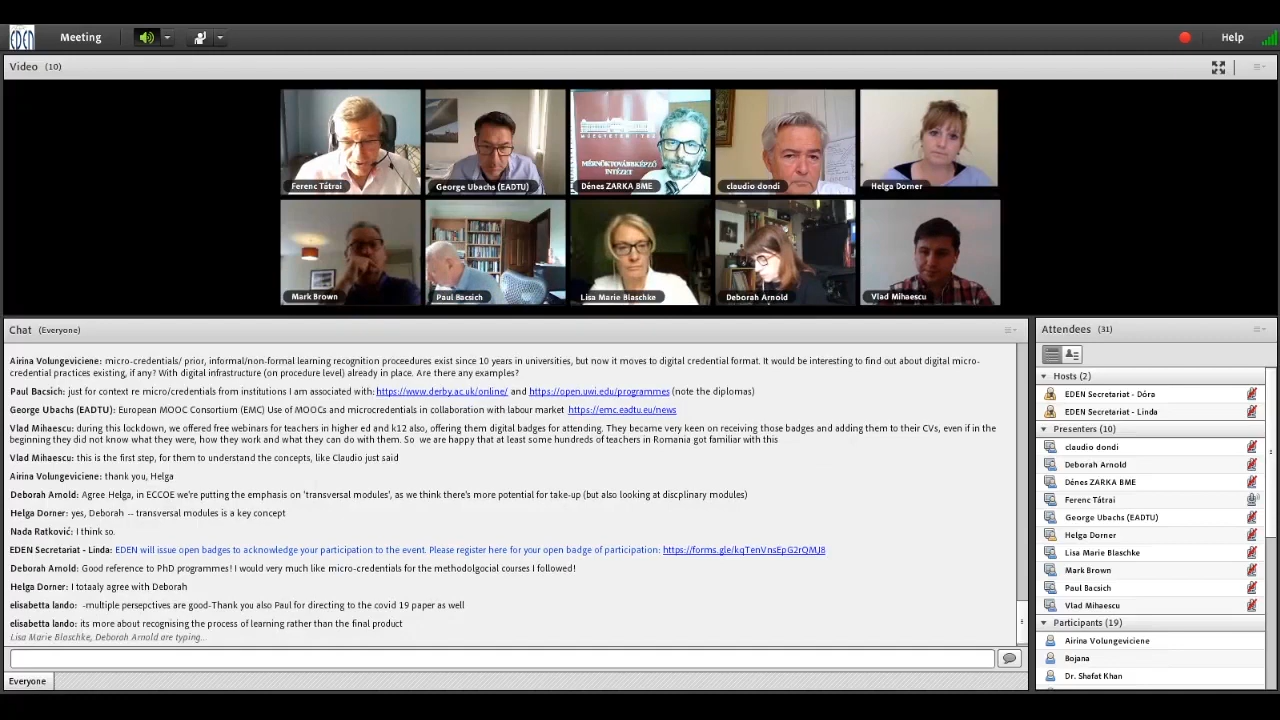 EDEN
Meeting
Help
Video (10)
Ferenc Tátrai
George Ubachs (EADTU)
MŰEGYETEM 1782
MÉRNÖKTOVÁBBKÉPZŐ
INTÉZET
Dénes ZARKA BME
claudio dondi
Helga Dorner
Mark Brown
Paul Bacsich
Lisa Marie Blaschke
Deborah Arnold
Vlad Mihaescu
Chat (Everyone)
Airina Volungeviciene: micro-credentials/ prior, informal/non-formal learning recognition proceedures exist since 10 years in universities, but now it moves to digital credential format. It would be interesting to find out about digital micro-
credential practices existing, if any? With digital infrastructure (on procedure level) already in place. Are there any examples?
Paul Bacsich: just for context re micro/credentials from institutions I am associated with: https://www.derby.ac.uk/online/ and https://open.uwi.edu/programmes (note the diplomas)
George Ubachs (EADTU): European MOOC Consortium (EMC) Use of MOOCs and microcredentials in collaboration with labour market https://emc.eadtu.eu/news
Vlad Mihaescu: during this lockdown, we offered free webinars for teachers in higher ed and k12 also, offering them digital badges for attending. They became very keen on receiving those badges and adding them to their CVs, even if in the
beginning they did not know what they were, how they work and what they can do with them. So we are happy that at least some hundreds of teachers in Romania got familiar with this
Vlad Mihaescu: this is the first step, for them to understand the concepts, like Claudio just said
Airina Volungeviciene: thank you, Helga
Deborah Arnold: Agree Helga, in ECCOE we're putting the emphasis on 'transversal modules', as we think there's more potential for take-up (but also looking at discplinary modules)
Helga Dorner: yes, Deborah -- transversal modules is a key concept
Nada Ratković: I think so.
EDEN Secretariat - Linda: EDEN will issue open badges to acknowledge your participation to the event. Please register here for your open badge of participation: https://forms.gle/kqTenVnsEpG2rQMJ8
Deborah Arnold: Good reference to PhD programmes! I would very much like micro-credentials for the methodolgocial courses I followed!
Helga Dorner: I totaaly agree with Deborah
elisabetta lando: -multiple persepctives are good-Thank you also Paul for directing to the covid 19 paper as well
elisabetta lando: its more about recognising the process of learning rather than the final product
Lisa Marie Blaschke, Deborah Arnold are typing...
Everyone
Attendees (31)
Hosts (2)
EDEN Secretariat - Dóra
EDEN Secretariat - Linda
Presenters (10)
claudio dondi
Deborah Arnold
Dénes ZARKA BME
Ferenc Tátrai
George Ubachs (EADTU)
Helga Dorner
Lisa Marie Blaschke
Mark Brown
Paul Bacsich
Vlad Mihaescu
Participants (19)
Airina Volungeviciene
Bojana
Dr. Shafat Khan